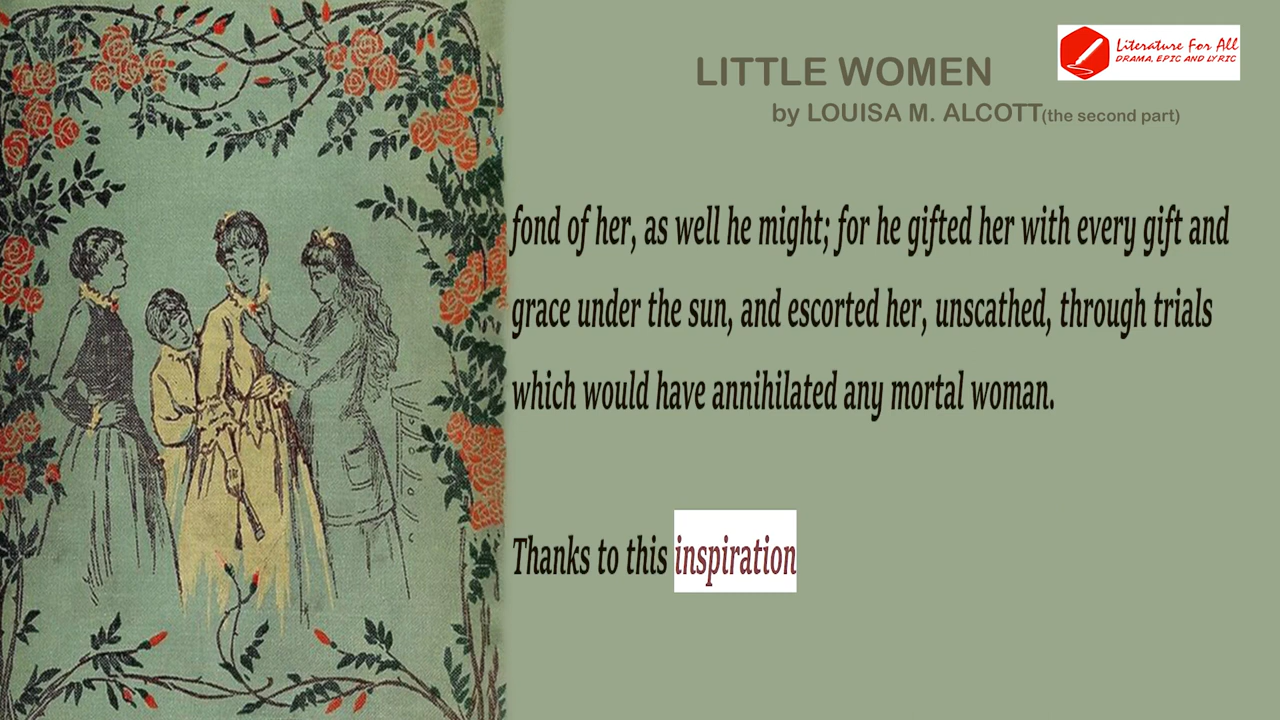 LITTLE WOMEN
by LOUISA M. ALCOTT(the second part)
Literature For All
DRAMA, EPIC AND LYRIC
fond of her, as well he might; for he gifted her with every gift and
grace under the sun, and escorted her, unscathed, through trials
which would have annihilated any mortal woman.
Thanks to this inspiration